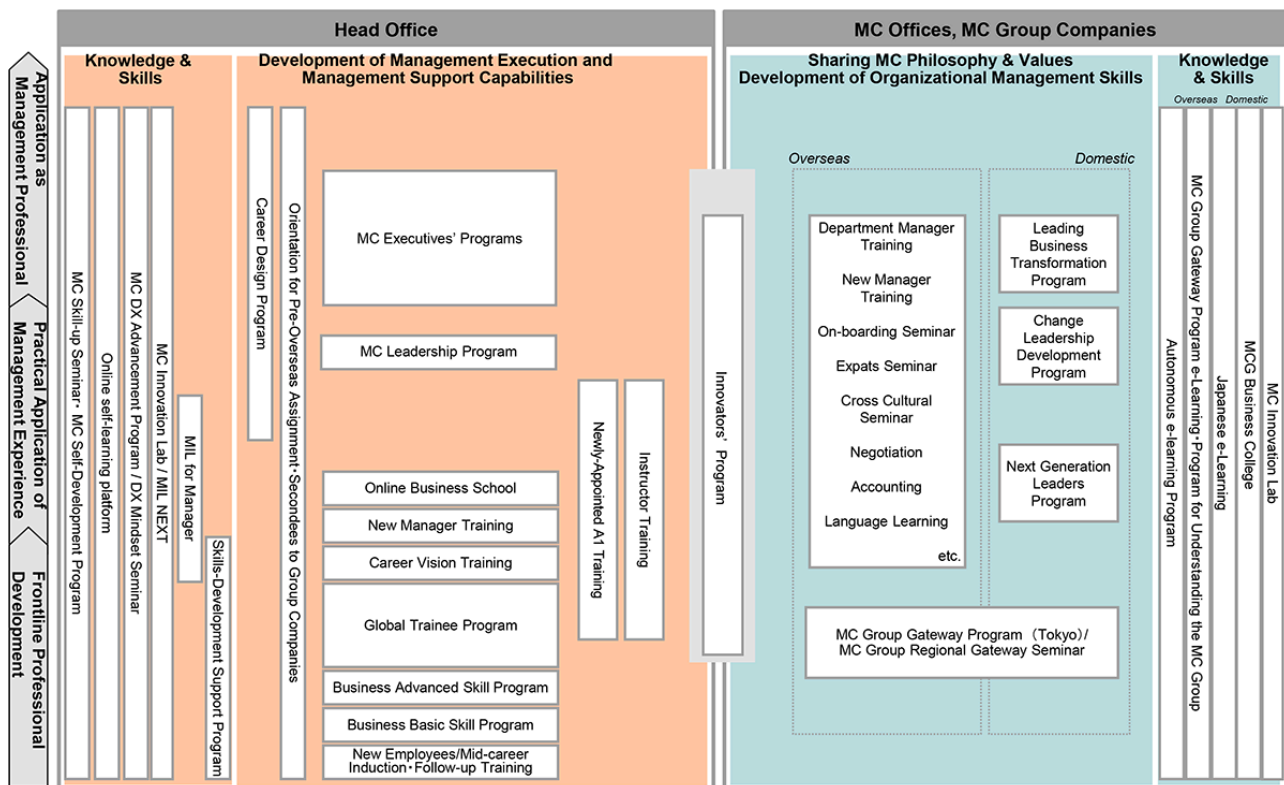 Head Office
MC Offices, MC Group Companies
Application as
Management Professional
Practical Application of
Management Experience
Frontline Professional
Development
Knowledge &
Skills
MC Skill-up Seminar・MC Self-Development Program
Online self-learning platform
MC DX Advancement Program / DX Mindset Seminar
MC Innovation Lab / MIL NEXT
MIL for Manager
Skills-Development Support Program
Development of Management Execution and
Management Support Capabilities
Career Design Program
Orientation for Pre-Overseas Assignment・Secondees to Group Companies
MC Executives' Programs
MC Leadership Program
Online Business School
New Manager Training
Career Vision Training
Global Trainee Program
Business Advanced Skill Program
Business Basic Skill Program
New Employees/Mid-career
Induction・Follow-up Training
Newly-Appointed A1 Training
Instructor Training
Innovators' Program
Sharing MC Philosophy & Values
Development of Organizational Management Skills
Overseas
Domestic
Department Manager
Training
New Manager
Training
On-boarding Seminar
Expats Seminar
Cross Cultural
Seminar
Negotiation
Accounting
Language Learning
etc.
Leading
Business
Transformation
Program
Change
Leadership
Development
Program
Next Generation
Leaders
Program
MC Group Gateway Program (Tokyo)/
MC Group Regional Gateway Seminar
Knowledge
& Skills
Overseas Domestic
Autonomous e-learning Program
MC Group Gateway Program e-Learning・Program for Understanding the MC Group
Japanese e-Learning
MCG Business College
MC Innovation Lab